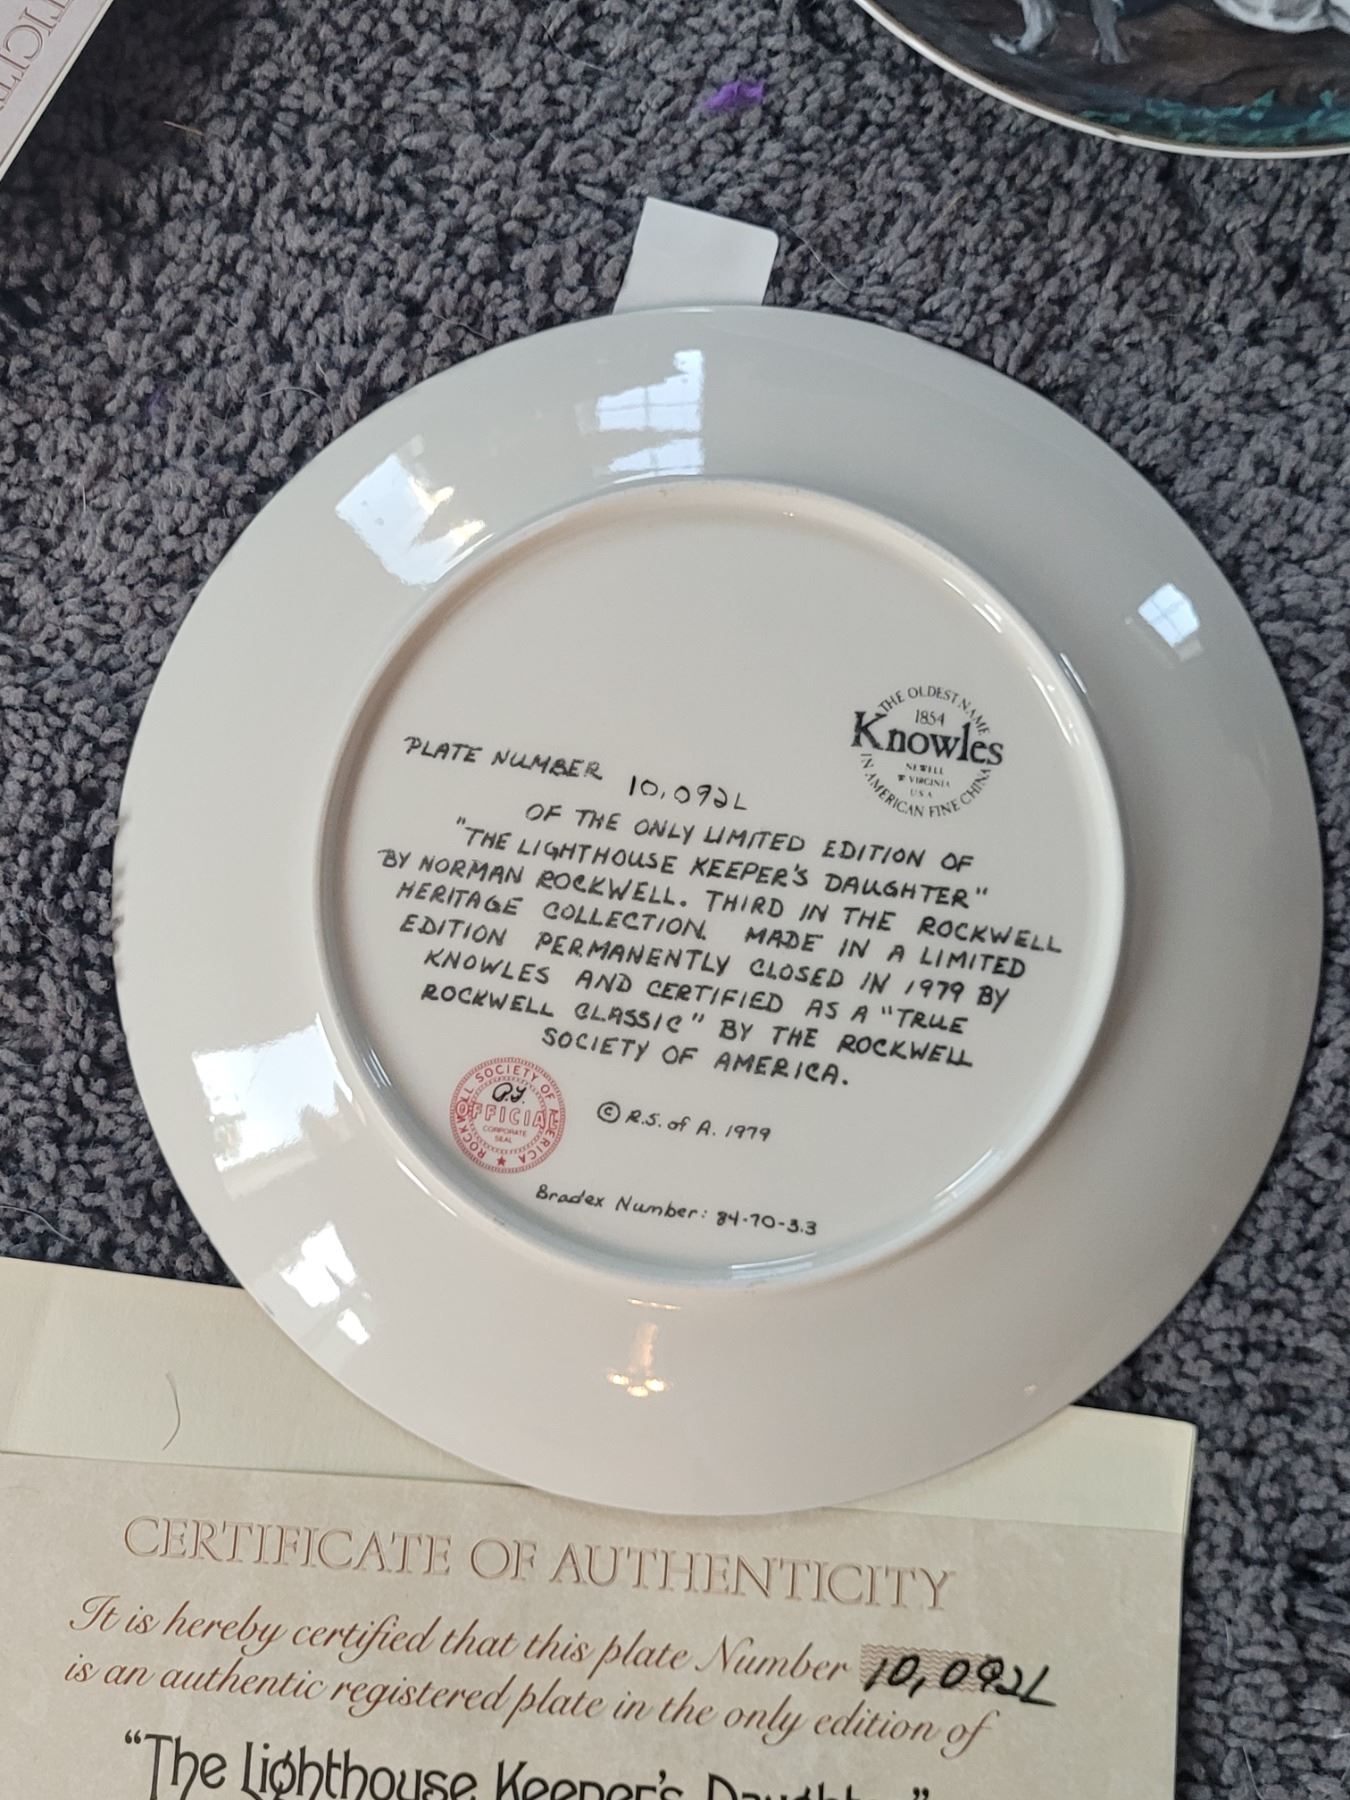 TICITY
THE OLDEST NAME
1854
Knowles
NEWELL
W VIRGINIA
U S A
IN AMERICAN FINE CHINA
PLATE NUMBER 10,092L
OF THE ONLY LIMITED EDITION OF
"THE LIGHTHOUSE KEEPER'S DAUGHTER"
BY NORMAN ROCKWELL. THIRD IN THE ROCKWELL
HERITAGE COLLECTION. MADE IN A LIMITED
EDITION PERMANENTLY CLOSED IN 1979 BY
KNOWLES AND CERTIFIED AS A "TRUE
ROCKWELL CLASSIC" BY THE ROCKWELL
SOCIETY OF AMERICA.
ROCKWELL SOCIETY OF AMERICA
OFFICIAL
CORPORATE
SEAL
© R.S. of A. 1979
Bradex Number: 84-70-3.3
CERTIFICATE OF AUTHENTICITY
It is hereby certified that this plate Number 10,092L
is an authentic registered plate in the only edition of
"The Lighthouse Keeper's Daughter"